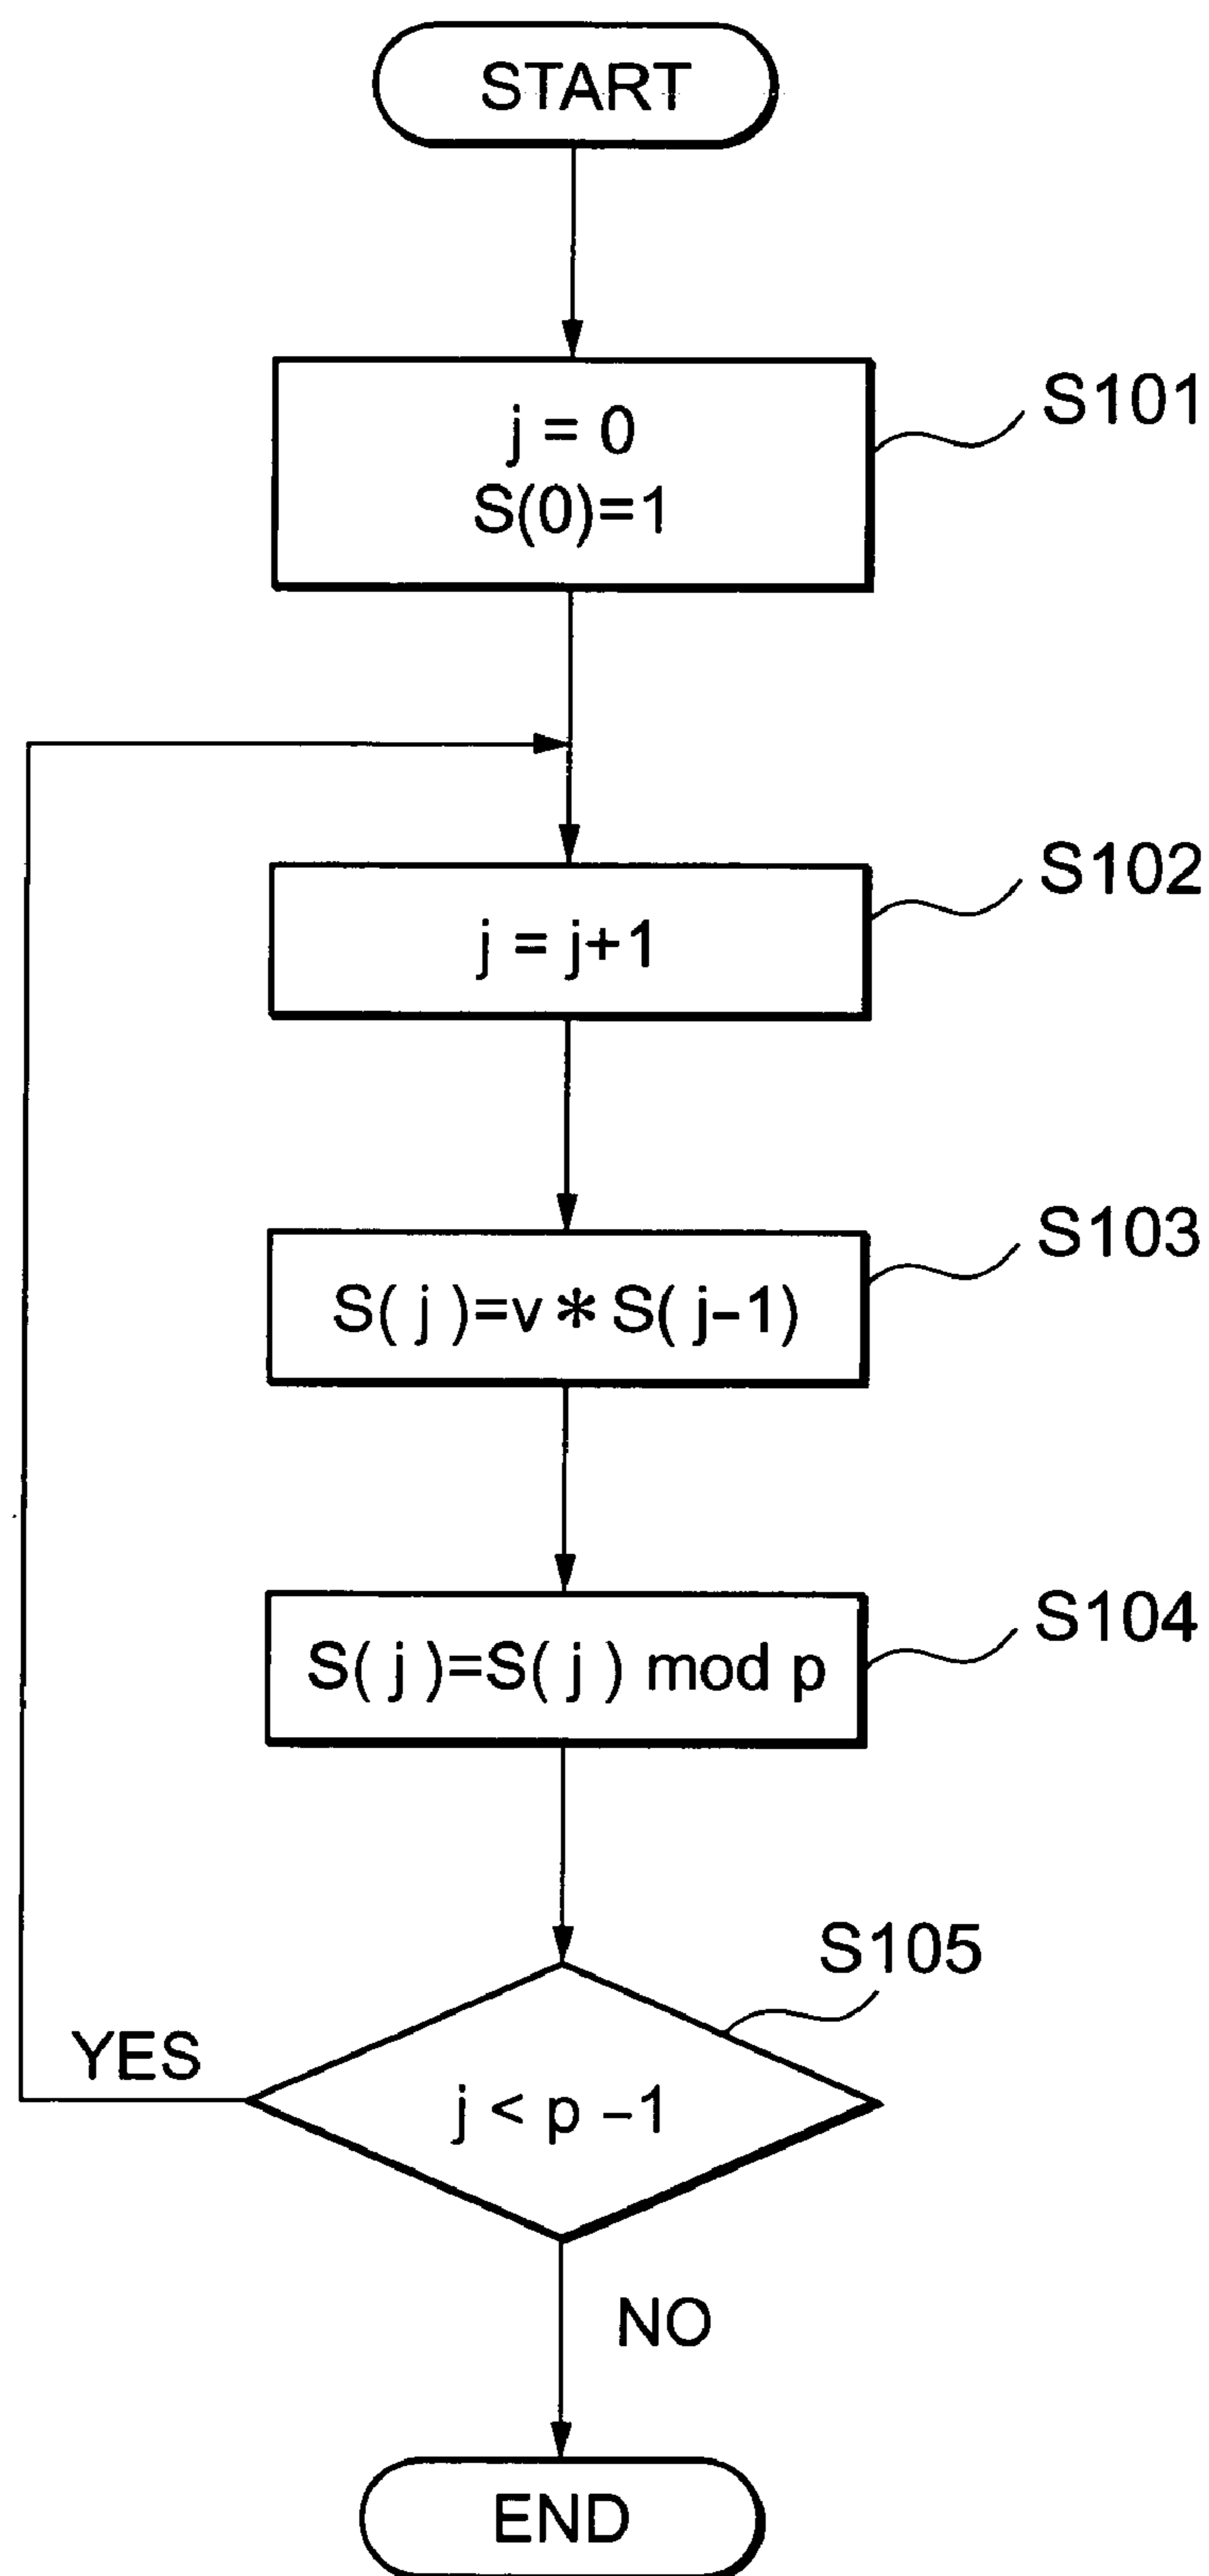 START
j = 0
S(0)=1
S101
j = j+1
S102
S( j )=v * S( j-1)
S103
S( j )=S( j ) mod p
S104
S105
YES
j < p -1
NO
END